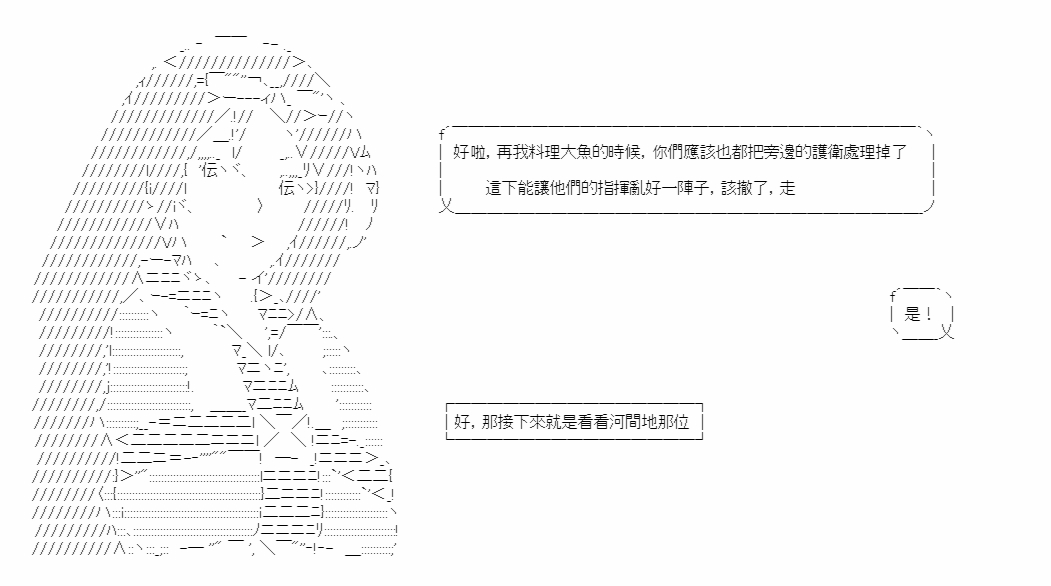 好啦，再我料理大魚的時候，你們應該也都把旁邊的護衛處理掉了
這下能讓他們的指揮亂好一陣子，該撤了，走
是！
好，那接下來就是看看河間地那位